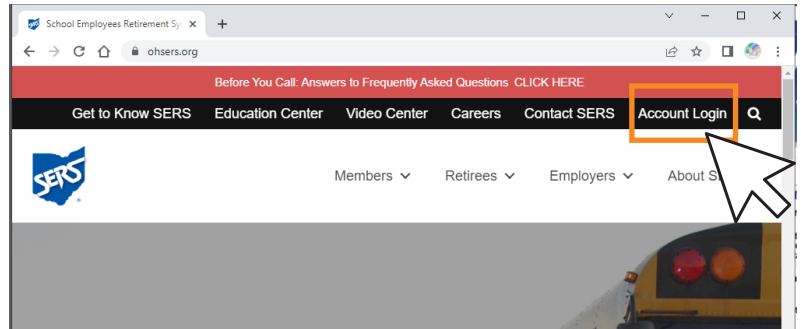 School Employees Retirement Sy
ohsers.org
Before You Call: Answers to Frequently Asked Questions CLICK HERE
Get to Know SERS Education Center Video Center Careers Contact SERS Account Login
SERS Members Retirees Employers About S